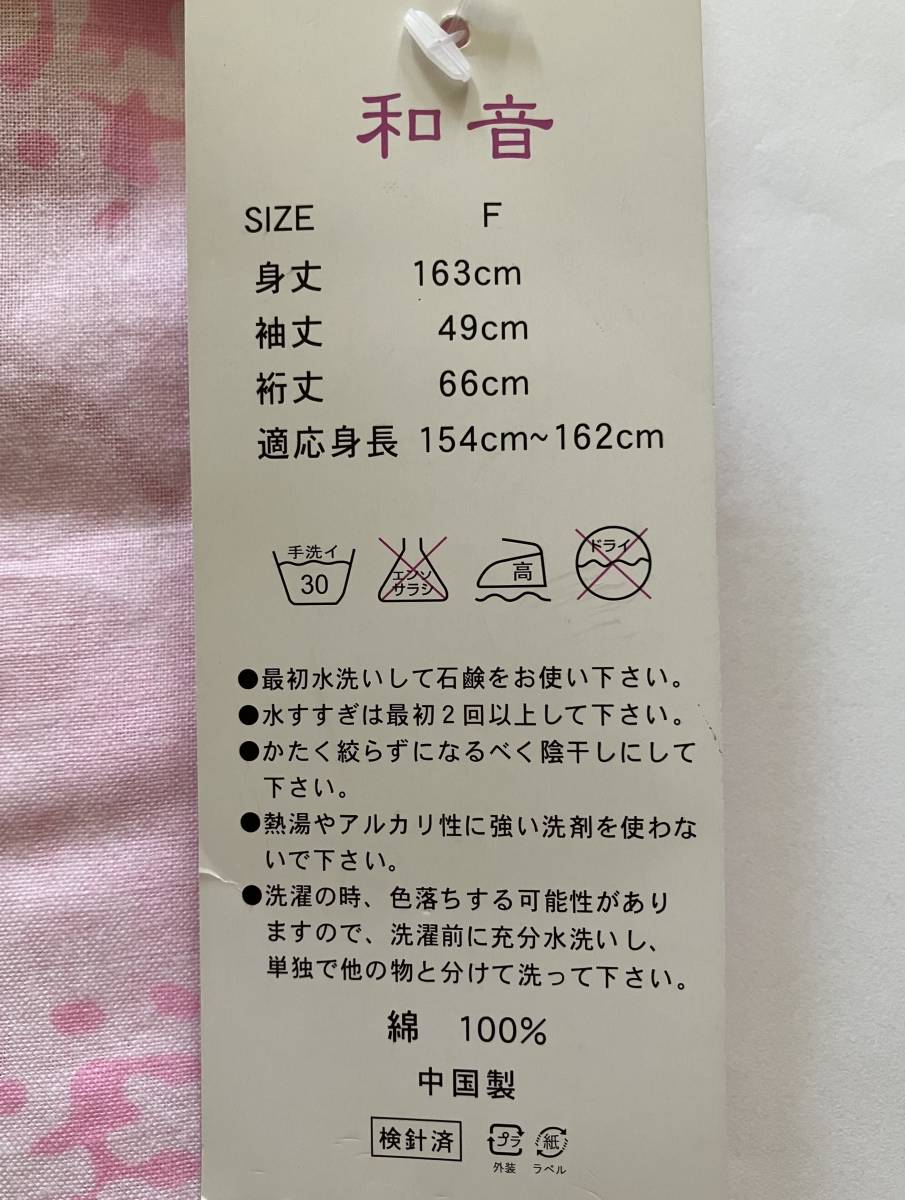 和音
SIZE F
身丈 163cm
袖丈 49cm
裄丈 66cm
適応身長 154cm~162cm
手洗イ
30
エンソ
サラシ
高
ドライ
●最初水洗いして石鹸をお使い下さい。
●水すすぎは最初2回以上して下さい。
●かたく絞らずになるべく陰干しにして
下さい。
●熱湯やアルカリ性に強い洗剤を使わな
いで下さい。
●洗濯の時、色落ちする可能性があり
ますので、洗濯前に充分水洗いし、
単独で他の物と分けて洗って下さい。
綿 100%
中国製
検針済
プラ
外装
紙
ラベル